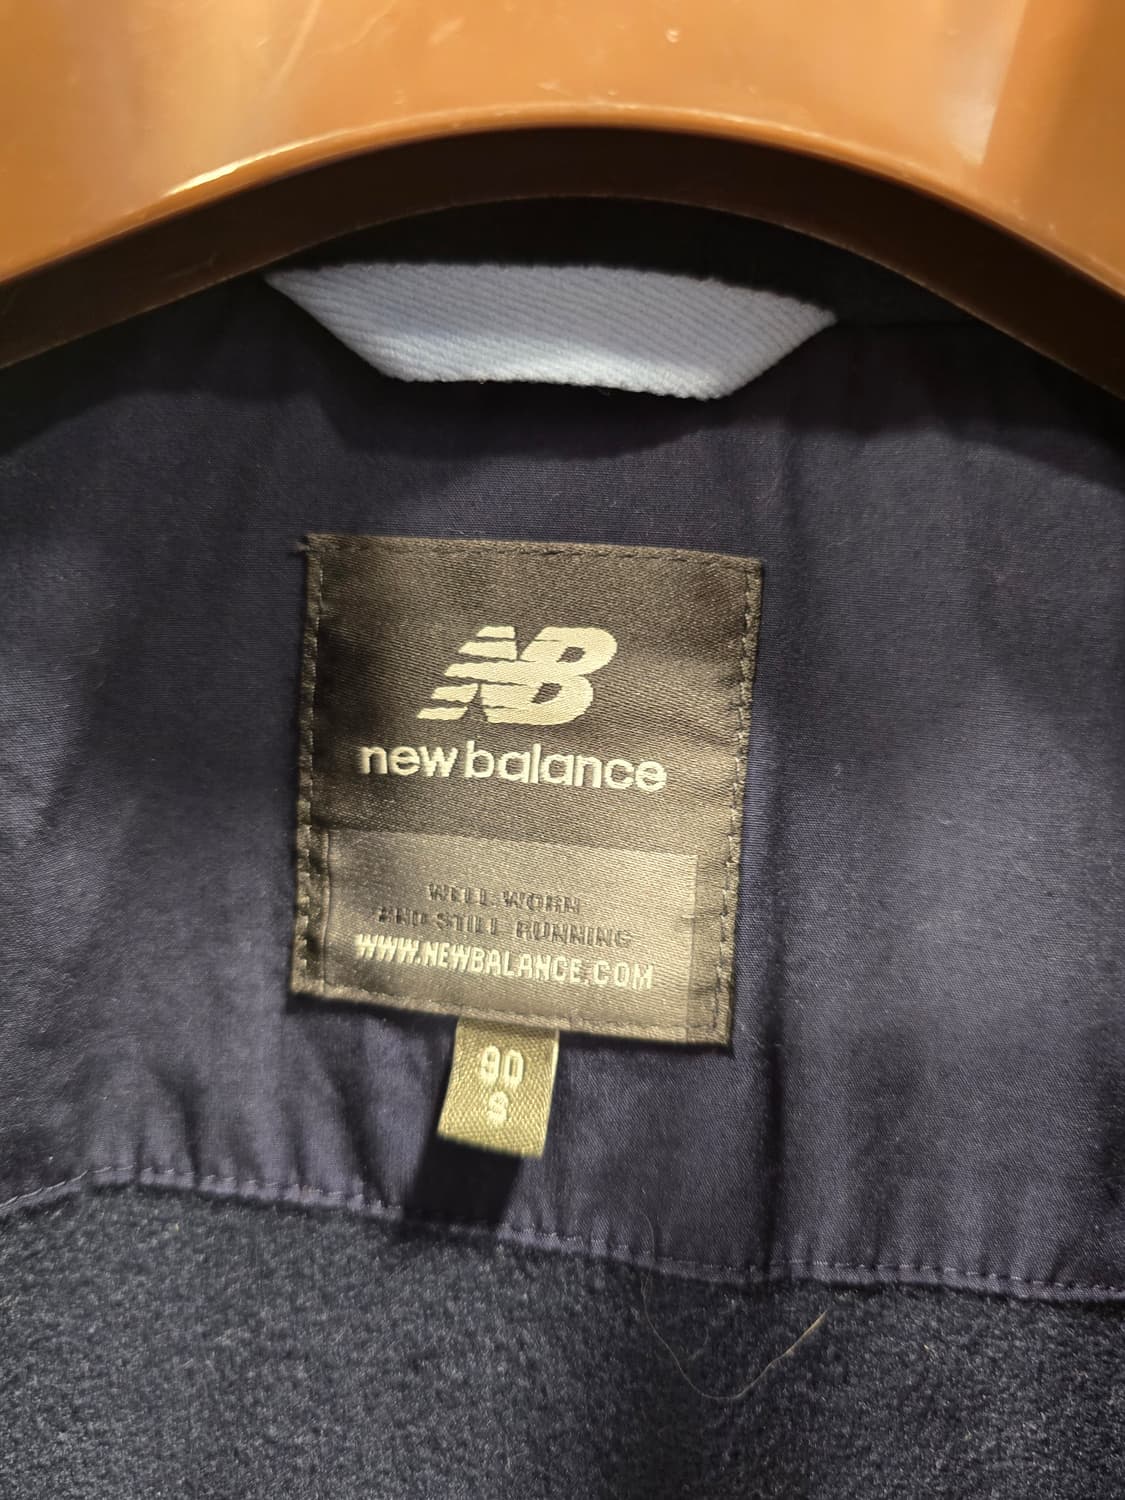 NB
new balance
WELL WORN
AND STILL RUNNING
WWW.NEWBALANCE.COM
90
S